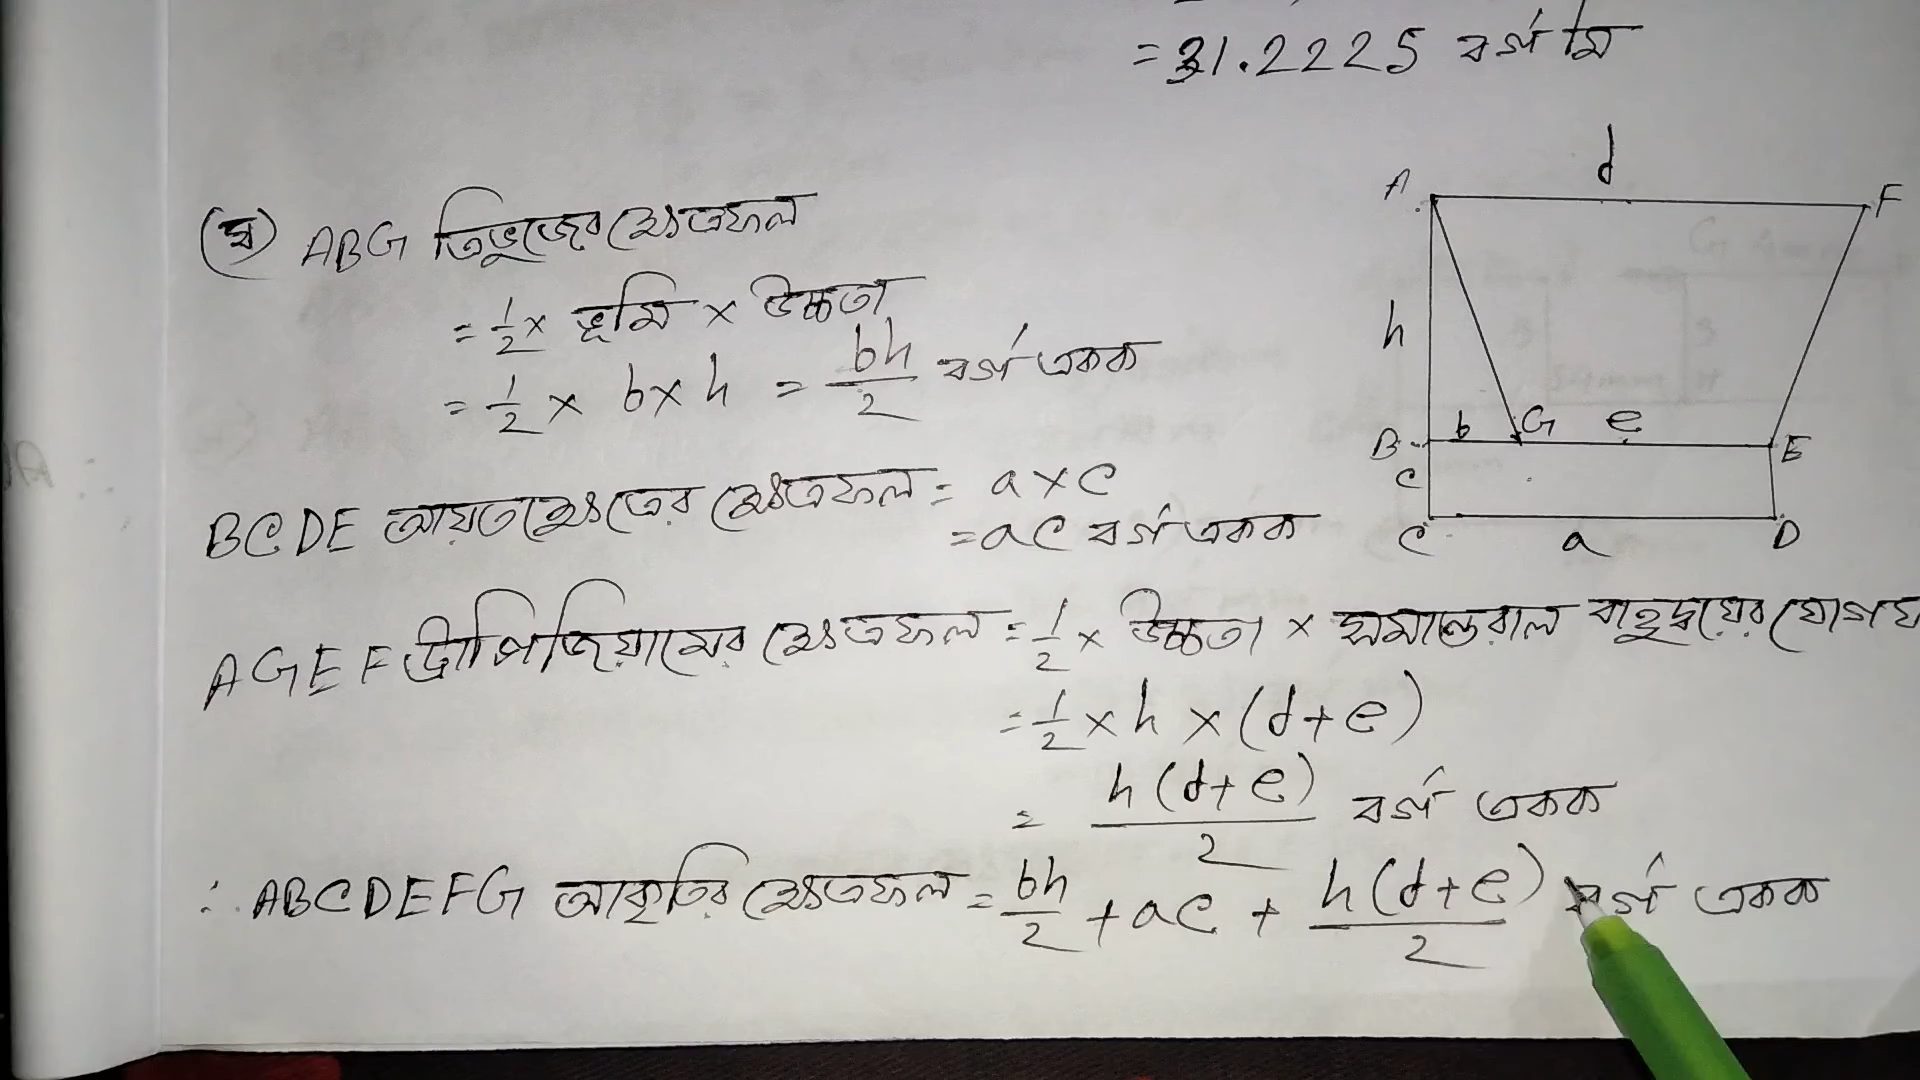 = 31.2225 বর্গ মি
(ঘ) ABG ত্রিভুজের ক্ষেত্রফল
= 1/2 × ভূমি × উচ্চতা
= 1/2 × b × h = bh/2 বর্গ একক
BCDE আয়তক্ষেত্রের ক্ষেত্রফল = a × c
= ac বর্গ একক
AGEF ট্রাপিজিয়ামের ক্ষেত্রফল = 1/2 × উচ্চতা × সমান্তরাল বাহুদ্বয়ের যোগফ
= 1/2 × h × (d+e)
= h(d+e)/2 বর্গ একক
∴ ABCDEFG আকৃতির ক্ষেত্রফল = bh/2 + ac + h(d+e)/2 বর্গ একক
d
A F
h
B b G e E
c
C a D